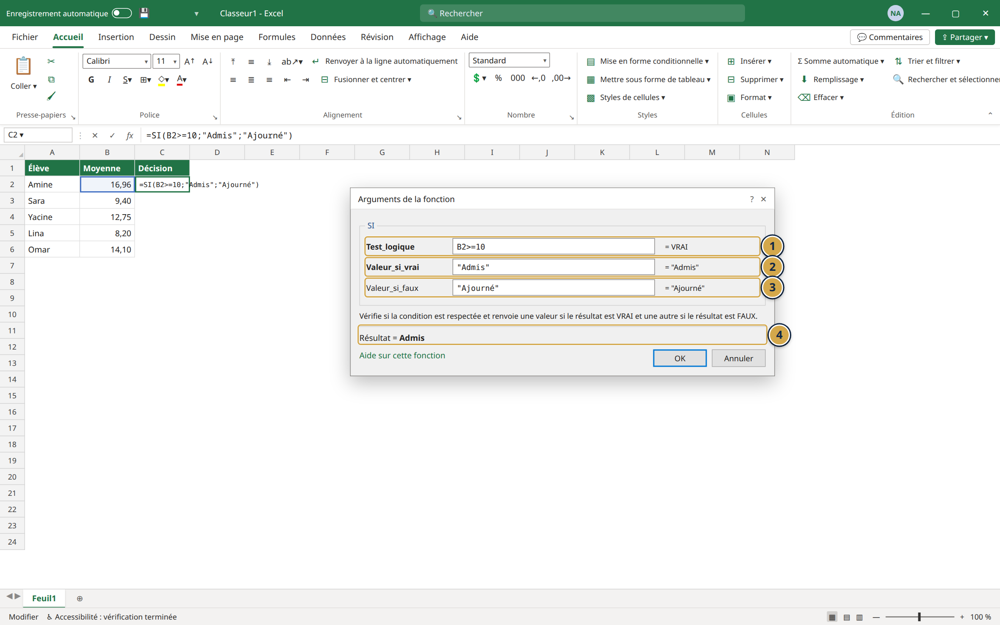 Enregistrement automatique
Classeur1 - Excel
Rechercher
NA
Fichier Accueil Insertion Dessin Mise en page Formules Données Révision Affichage Aide
Commentaires
Partager
Coller
Presse-papiers
Calibri 11
G I S A
Police
ab Renvoyer à la ligne automatiquement
Fusionner et centrer
Alignement
Standard
% 000 ←,0 ,00→
Nombre
Mise en forme conditionnelle
Mettre sous forme de tableau
Styles de cellules
Styles
Insérer
Supprimer
Format
Cellules
Σ Somme automatique
Remplissage
Effacer
Trier et filtrer
Rechercher et sélectionner
Édition
C2
fx
=SI(B2>=10;"Admis";"Ajourné")
A B C D E F G H I J K L M N
1 Élève Moyenne Décision
2 Amine 16,96 =SI(B2>=10;"Admis";"Ajourné")
3 Sara 9,40
4 Yacine 12,75
5 Lina 8,20
6 Omar 14,10
7
8
9
10
11
12
13
14
15
16
17
18
19
20
21
22
23
24
Arguments de la fonction ?
SI
Test_logique B2>=10 = VRAI 1
Valeur_si_vrai "Admis" = "Admis" 2
Valeur_si_faux "Ajourné" = "Ajourné" 3
Vérifie si la condition est respectée et renvoie une valeur si le résultat est VRAI et une autre si le résultat est FAUX.
Résultat = Admis 4
Aide sur cette fonction
OK
Annuler
Feuil1
Modifier
Accessibilité : vérification terminée
— + 100 %